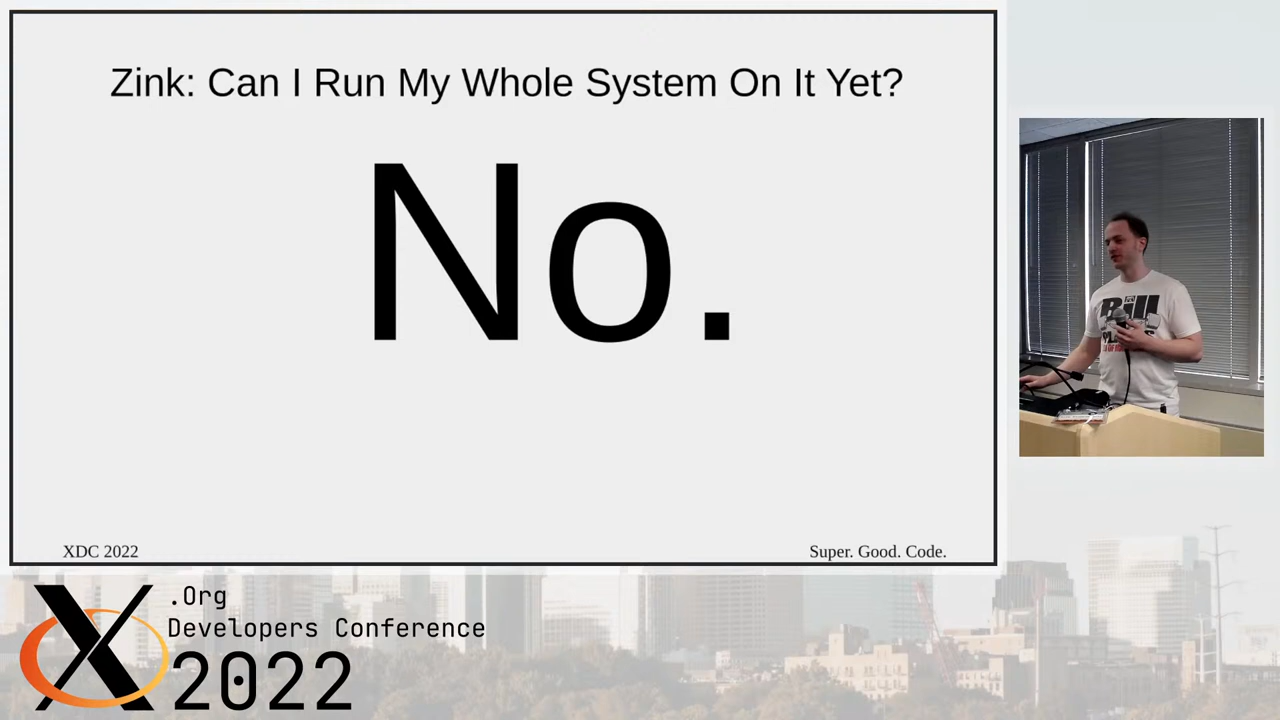 Zink: Can I Run My Whole System On It Yet?
No.
XDC 2022
Super. Good. Code.
Bill
X
.Org
Developers Conference
2022